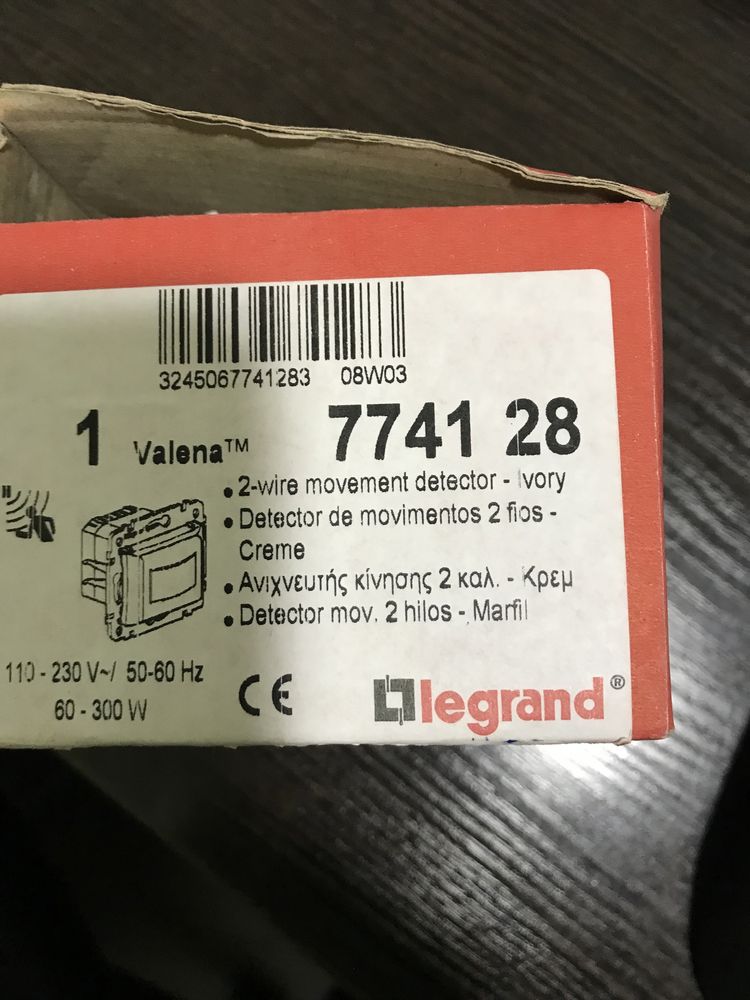 3245067741283 08W03
1 Valena™ 7741 28
• 2-wire movement detector - Ivory
• Detector de movimentos 2 fios -
Creme
• Ανιχνευτής κίνησης 2 καλ. - Κρεμ
• Detector mov. 2 hilos - Marfil
110 - 230 V~/ 50-60 Hz
60 - 300 W
CE
legrand®